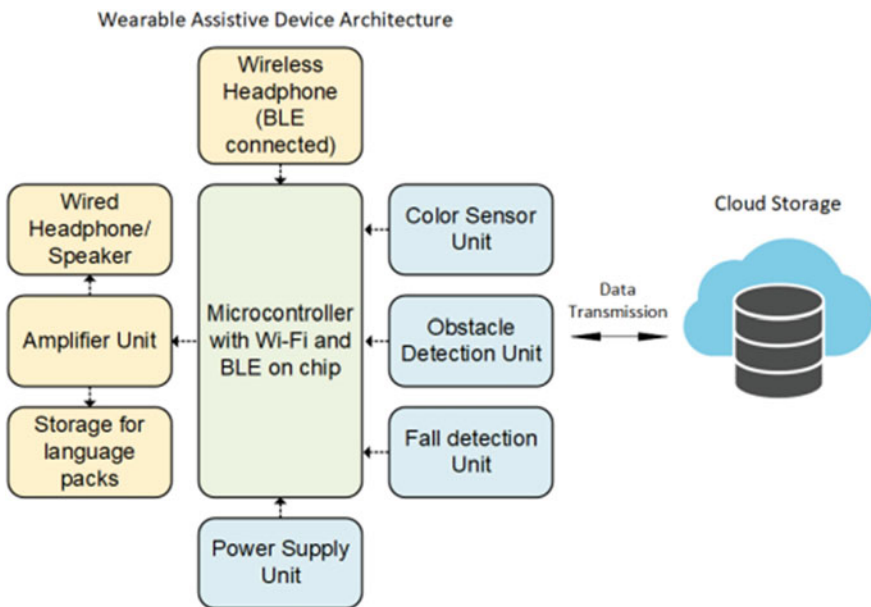 Wearable Assistive Device Architecture
Wireless
Headphone
(BLE
connected)
Wired
Headphone/
Speaker
Amplifier Unit
Storage for
language
packs
Microcontroller
with Wi-Fi and
BLE on chip
Color Sensor
Unit
Obstacle
Detection Unit
Fall detection
Unit
Power Supply
Unit
Data
Transmission
Cloud Storage